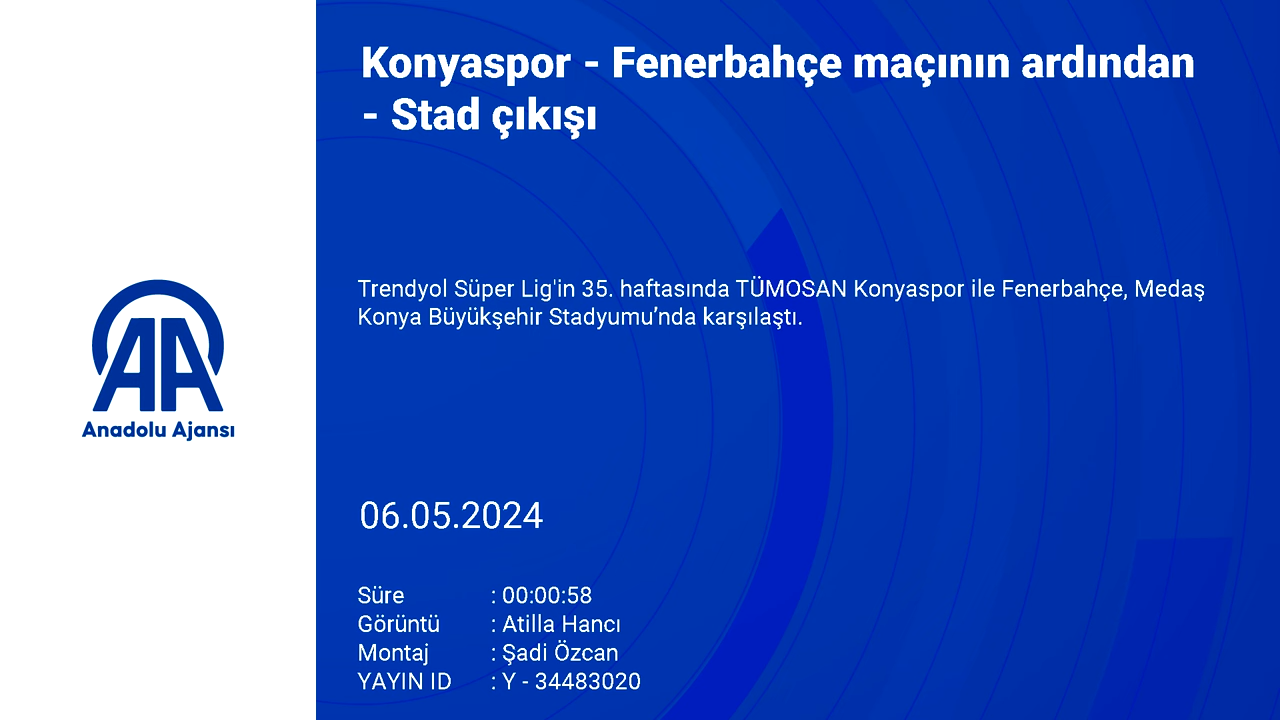 Konyaspor - Fenerbahçe maçının ardından
- Stad çıkışı
Trendyol Süper Lig'in 35. haftasında TÜMOSAN Konyaspor ile Fenerbahçe, Medaş
Konya Büyükşehir Stadyumu’nda karşılaştı.
AA
Anadolu Ajansı
06.05.2024
Süre : 00:00:58
Görüntü : Atilla Hancı
Montaj : Şadi Özcan
YAYIN ID : Y - 34483020